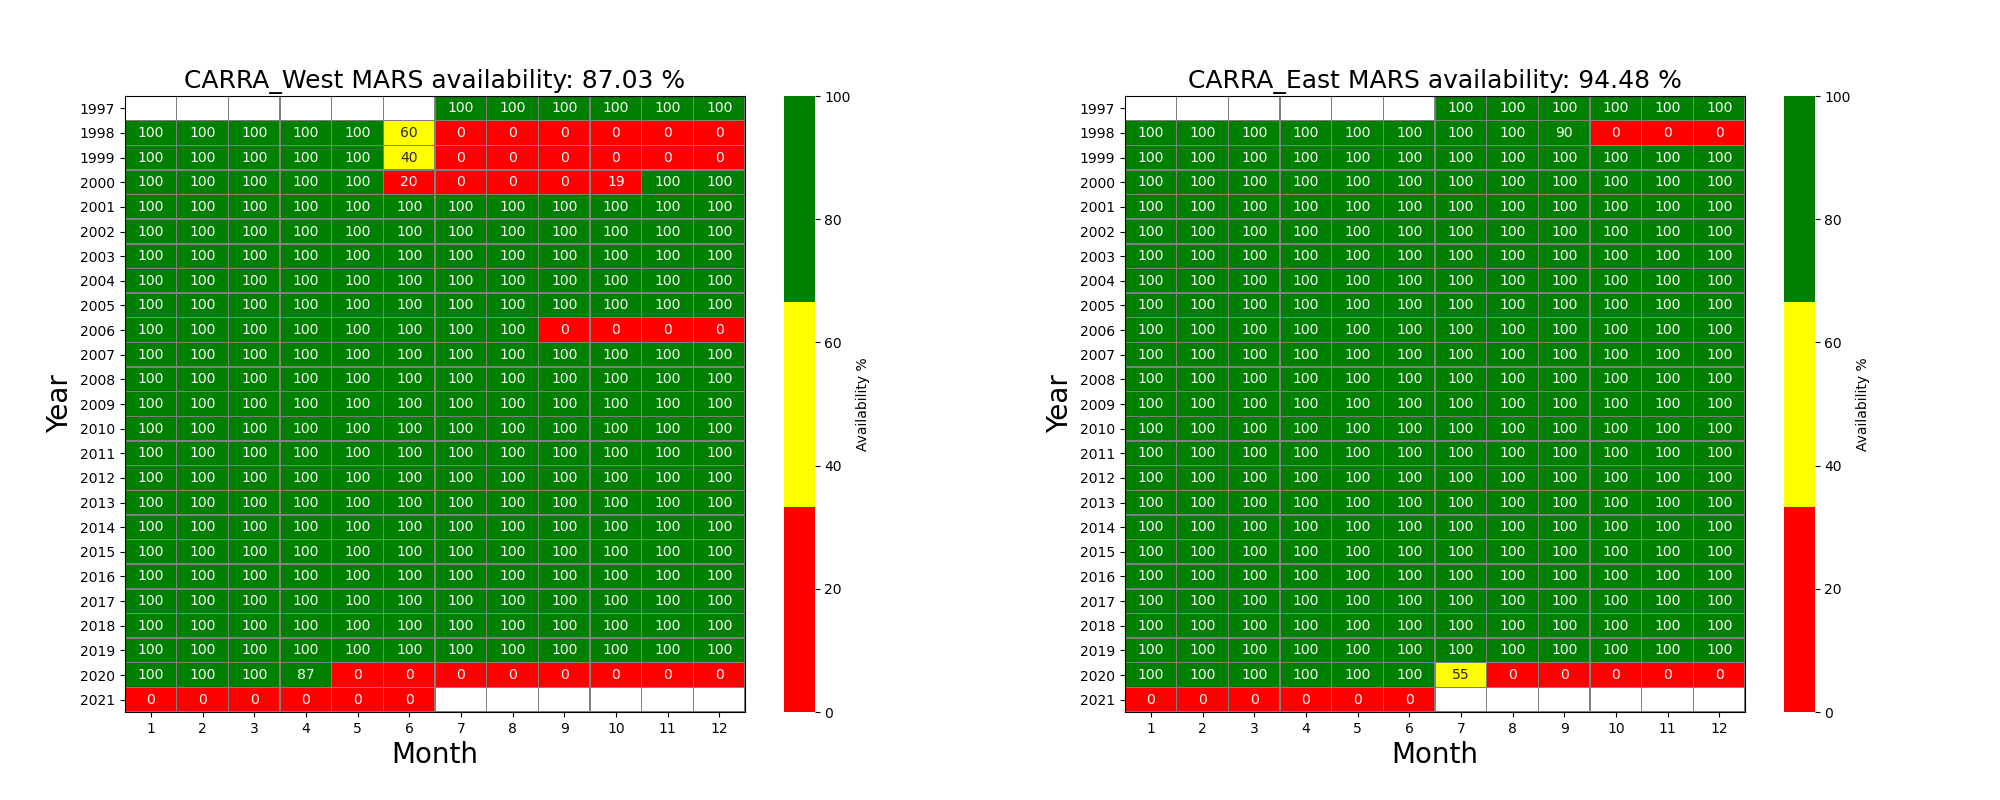 CARRA_West MARS availability: 87.03 %
1997 100 100 100 100 100 100
1998 100 100 100 100 100 60 0 0 0 0 0 0
1999 100 100 100 100 100 40 0 0 0 0 0 0
2000 100 100 100 100 100 20 0 0 0 19 100 100
2001 100 100 100 100 100 100 100 100 100 100 100 100
2002 100 100 100 100 100 100 100 100 100 100 100 100
2003 100 100 100 100 100 100 100 100 100 100 100 100
2004 100 100 100 100 100 100 100 100 100 100 100 100
2005 100 100 100 100 100 100 100 100 100 100 100 100
2006 100 100 100 100 100 100 100 100 0 0 0 0
2007 100 100 100 100 100 100 100 100 100 100 100 100
2008 100 100 100 100 100 100 100 100 100 100 100 100
2009 100 100 100 100 100 100 100 100 100 100 100 100
2010 100 100 100 100 100 100 100 100 100 100 100 100
2011 100 100 100 100 100 100 100 100 100 100 100 100
2012 100 100 100 100 100 100 100 100 100 100 100 100
2013 100 100 100 100 100 100 100 100 100 100 100 100
2014 100 100 100 100 100 100 100 100 100 100 100 100
2015 100 100 100 100 100 100 100 100 100 100 100 100
2016 100 100 100 100 100 100 100 100 100 100 100 100
2017 100 100 100 100 100 100 100 100 100 100 100 100
2018 100 100 100 100 100 100 100 100 100 100 100 100
2019 100 100 100 100 100 100 100 100 100 100 100 100
2020 100 100 100 87 0 0 0 0 0 0 0 0
2021 0 0 0 0 0 0
1 2 3 4 5 6 7 8 9 10 11 12
Month
Year
100
80
60
40
20
0
Availability %
CARRA_East MARS availability: 94.48 %
1997 100 100 100 100 100 100
1998 100 100 100 100 100 100 100 100 90 0 0 0
1999 100 100 100 100 100 100 100 100 100 100 100 100
2000 100 100 100 100 100 100 100 100 100 100 100 100
2001 100 100 100 100 100 100 100 100 100 100 100 100
2002 100 100 100 100 100 100 100 100 100 100 100 100
2003 100 100 100 100 100 100 100 100 100 100 100 100
2004 100 100 100 100 100 100 100 100 100 100 100 100
2005 100 100 100 100 100 100 100 100 100 100 100 100
2006 100 100 100 100 100 100 100 100 100 100 100 100
2007 100 100 100 100 100 100 100 100 100 100 100 100
2008 100 100 100 100 100 100 100 100 100 100 100 100
2009 100 100 100 100 100 100 100 100 100 100 100 100
2010 100 100 100 100 100 100 100 100 100 100 100 100
2011 100 100 100 100 100 100 100 100 100 100 100 100
2012 100 100 100 100 100 100 100 100 100 100 100 100
2013 100 100 100 100 100 100 100 100 100 100 100 100
2014 100 100 100 100 100 100 100 100 100 100 100 100
2015 100 100 100 100 100 100 100 100 100 100 100 100
2016 100 100 100 100 100 100 100 100 100 100 100 100
2017 100 100 100 100 100 100 100 100 100 100 100 100
2018 100 100 100 100 100 100 100 100 100 100 100 100
2019 100 100 100 100 100 100 100 100 100 100 100 100
2020 100 100 100 100 100 100 55 0 0 0 0 0
2021 0 0 0 0 0 0
1 2 3 4 5 6 7 8 9 10 11 12
Month
Year
100
80
60
40
20
0
Availability %